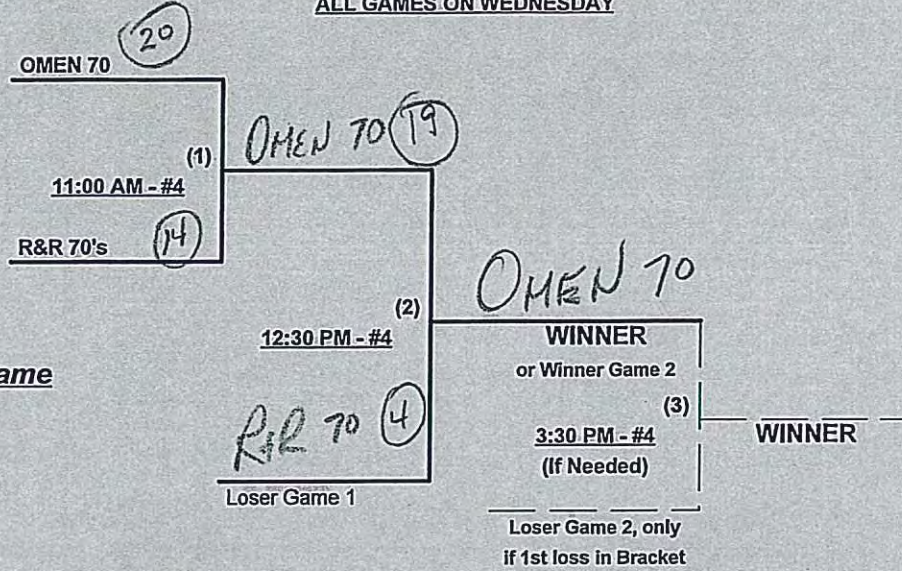 ALL GAMES ON WEDNESDAY
20
OMEN 70
OMEN 70 19
(1)
11:00 AM - #4
R&R 70's 14
OMEN 70
(2)
12:30 PM - #4
WINNER
or Winner Game 2
ame
(3)
R&R 70 4
3:30 PM - #4
WINNER
(If Needed)
Loser Game 1
Loser Game 2, only
if 1st loss in Bracket